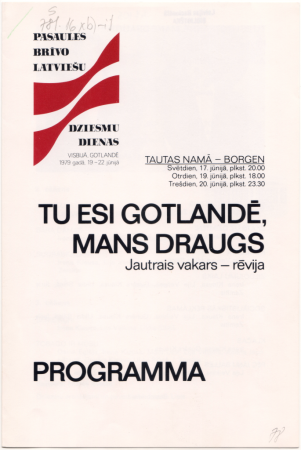 PASAULES
BRĪVO
LATVIEŠU
DZIESMU
DIENAS
VISBIJĀ, GOTLANDĒ
1979. gadā, 19–22. jūnijā
TAUTAS NAMĀ – BORGEN
Svētdien, 17. jūnijā, plkst. 20.00
Otrdien, 19. jūnijā, plkst. 18.00
Trešdien, 20. jūnijā, plkst. 23.30
TU ESI GOTLANDĒ,
MANS DRAUGS
Jautrais vakars – rēvija
PROGRAMMA